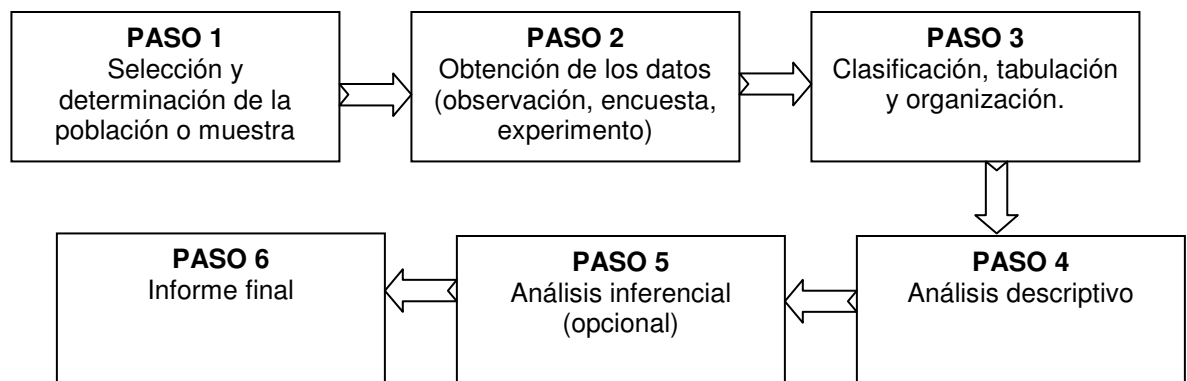 PASO 1
Selección y
determinación de la
población o muestra
PASO 2
Obtención de los datos
(observación, encuesta,
experimento)
PASO 3
Clasificación, tabulación
y organización.
PASO 4
Análisis descriptivo
PASO 5
Análisis inferencial
(opcional)
PASO 6
Informe final